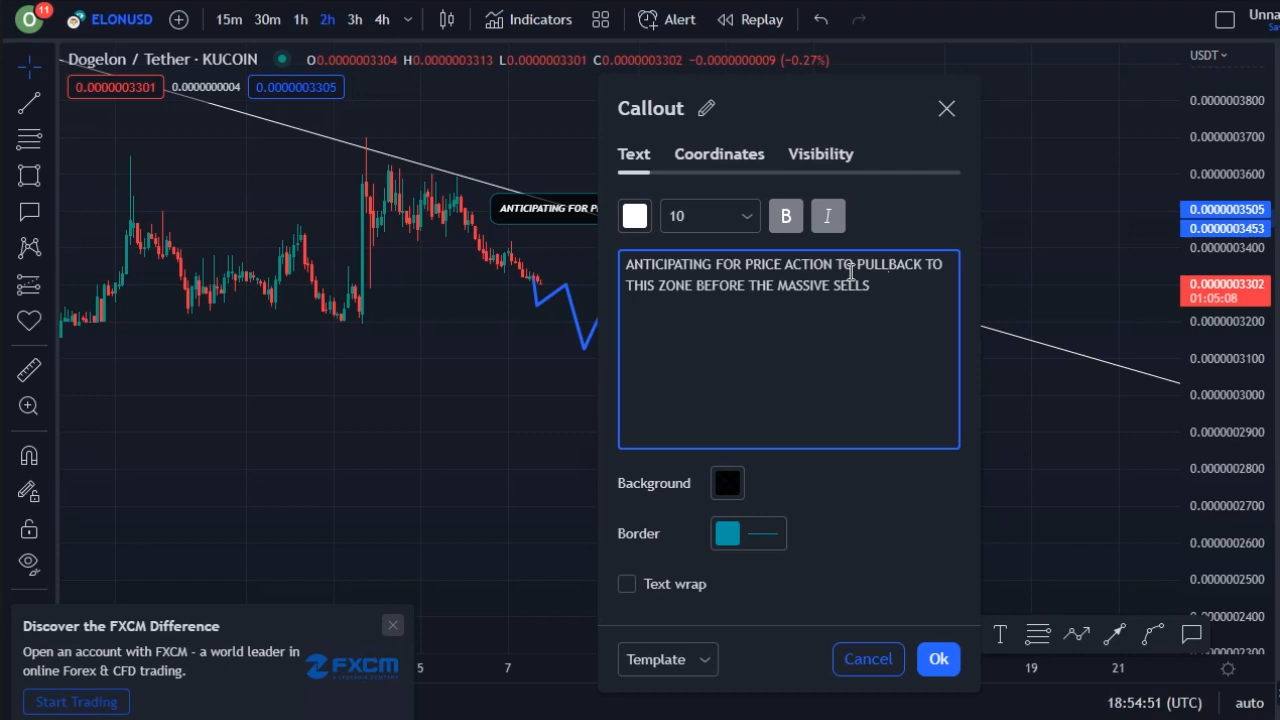 O
11
ELONUSD
15m 30m 1h 2h 3h 4h
Indicators
Alert
Replay
Dogelon / Tether · KUCOIN
O0.0000003304 H0.0000003313 L0.0000003301 C0.0000003302 −0.0000000009 (−0.27%)
0.0000003301
0.0000000004
0.0000003305
USDT
0.0000003800
0.0000003700
0.0000003600
0.0000003505
0.0000003453
0.0000003400
0.0000003302
01:05:08
0.0000003200
0.0000003100
0.0000003000
0.0000002900
0.0000002800
0.0000002700
0.0000002600
0.0000002500
0.0000002400
0.0000002300
ANTICIPATING FOR
Callout
Text
Coordinates
Visibility
10
B
I
ANTICIPATING FOR PRICE ACTION TO PULLBACK TO
THIS ZONE BEFORE THE MASSIVE SELLS
Background
Border
Text wrap
Template
Cancel
Ok
Discover the FXCM Difference
Open an account with FXCM - a world leader in
online Forex & CFD trading.
FXCM
Start Trading
5
7
19
21
18:54:51 (UTC)
auto